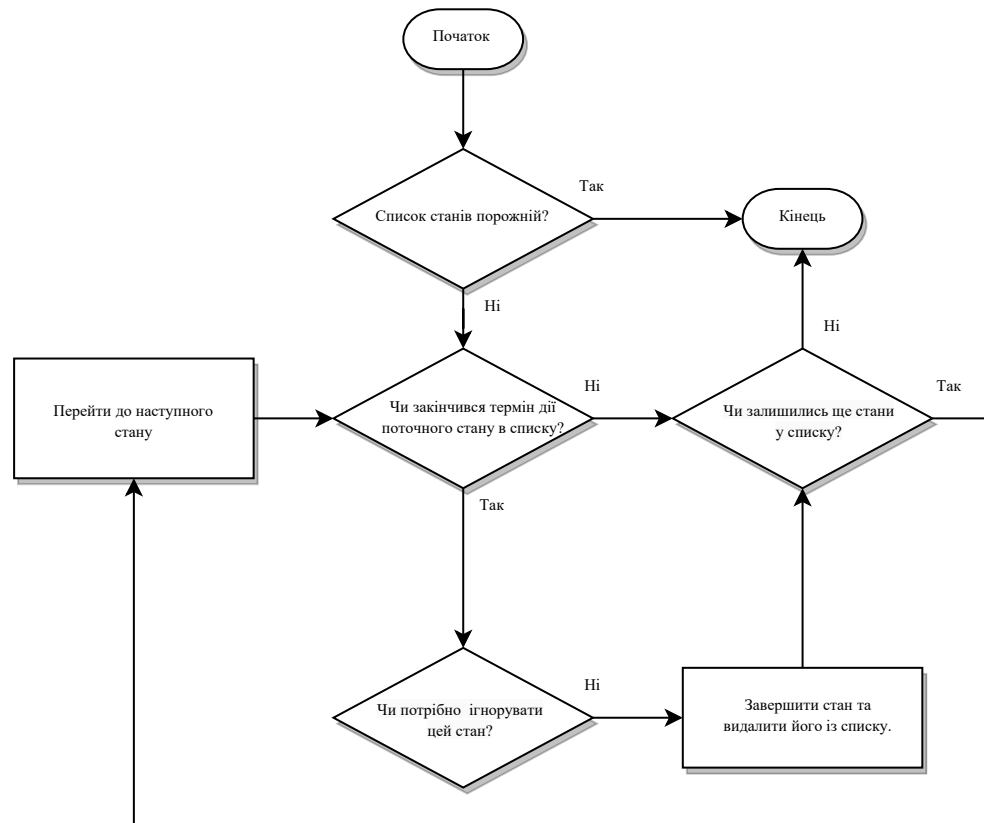 Початок
Список станів порожній?
Так
Кінець
Ні
Перейти до наступного
стану
Чи закінчився термін дії
поточного стану в списку?
Ні
Чи залишились ще стани
у списку?
Ні
Так
Так
Чи потрібно  ігнорувати
цей стан?
Ні
Завершити стан та
видалити його із списку.